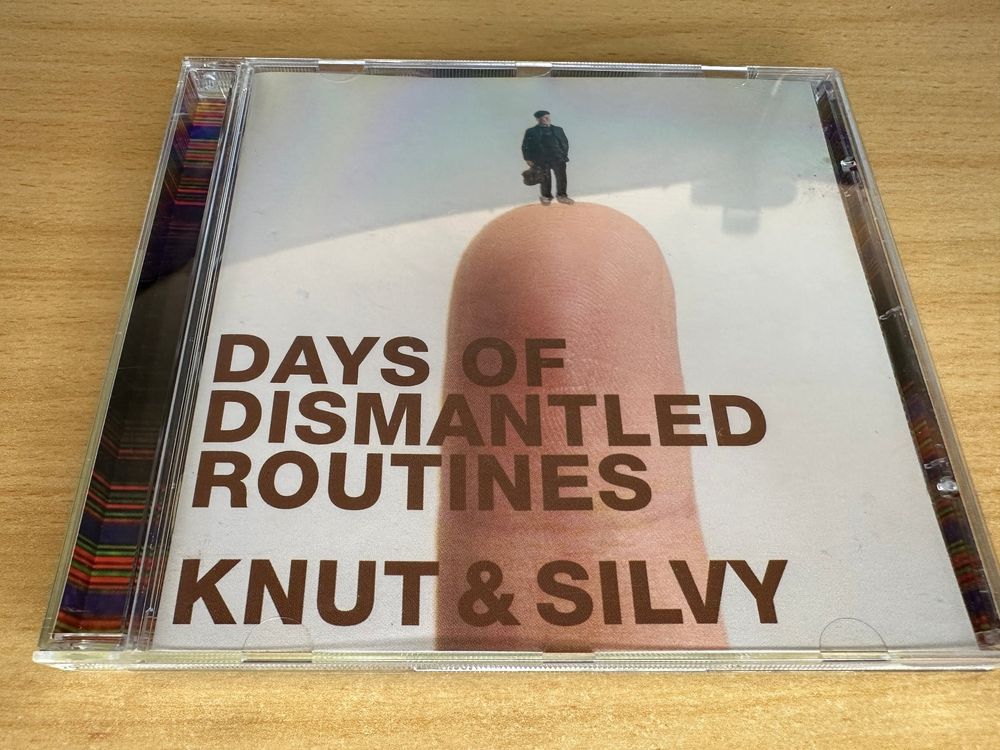 DAYS OF
DISMANTLED
ROUTINES
KNUT & SILVY